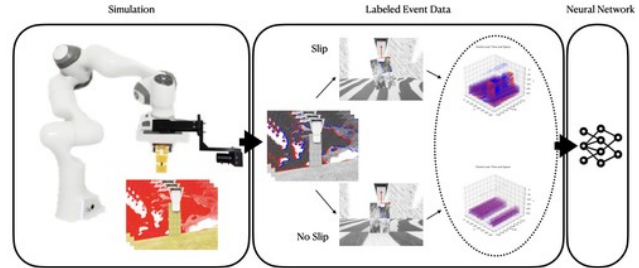 Simulation
Labeled Event Data
Neural Network
Slip
No Slip